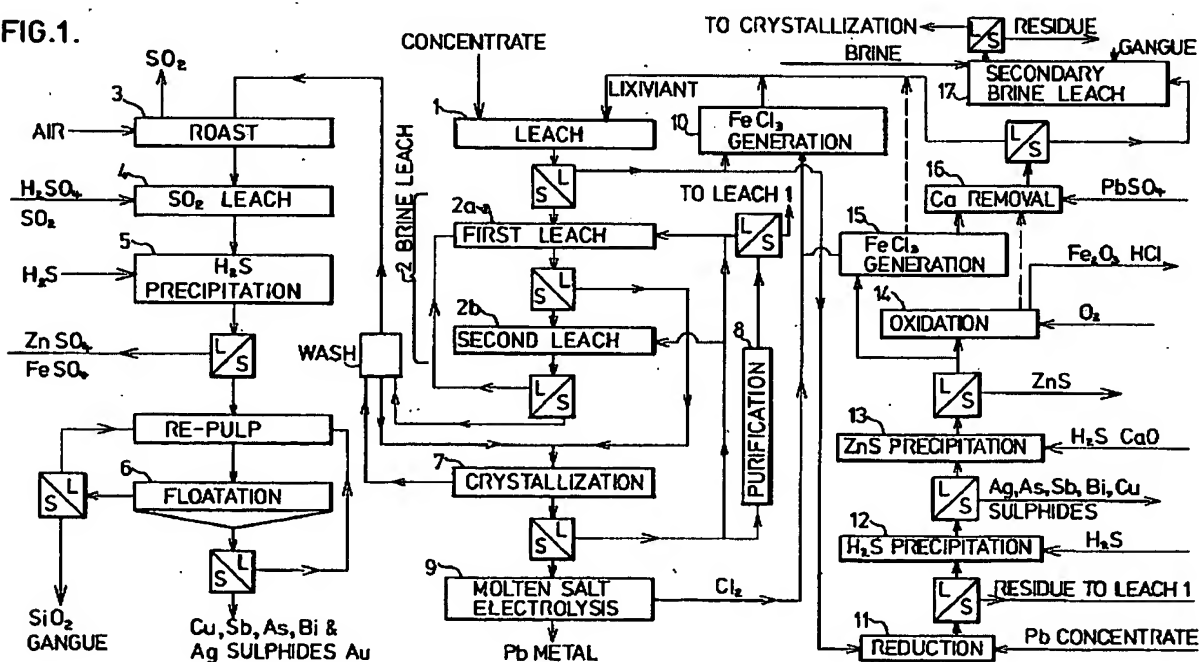 FIG.1.
SO₂
3
AIR
ROAST
4
H₂SO₄
SO₂
SO₂ LEACH
5
H₂S
H₂S
PRECIPITATION
Zn SO₄
Fe SO₄
L/S
RE-PULP
6
FLOATATION
S/L
S/L
SiO₂
GANGUE
Cu, Sb, As, Bi &
Ag SULPHIDES Au
CONCENTRATE
LIXIVIANT
1
LEACH
S/L
2 BRINE LEACH
2a
FIRST LEACH
S/L
2b
SECOND LEACH
L/S
WASH
7
CRYSTALLIZATION
S/L
9
MOLTEN SALT
ELECTROLYSIS
Cl₂
Pb METAL
TO LEACH 1
L/S
8
PURIFICATION
10
FeCl₃
GENERATION
TO CRYSTALLIZATION
L/S
RESIDUE
BRINE
GANGUE
SECONDARY
BRINE LEACH
17
L/S
16
Ca REMOVAL
PbSO₄
15
FeCl₃
GENERATION
Fe₂O₃ HCl
14
OXIDATION
O₂
L/S
ZnS
13
ZnS PRECIPITATION
H₂S CaO
L/S
Ag, As, Sb, Bi, Cu
SULPHIDES
12
H₂S PRECIPITATION
H₂S
L/S
RESIDUE TO LEACH 1
11
REDUCTION
Pb CONCENTRATE